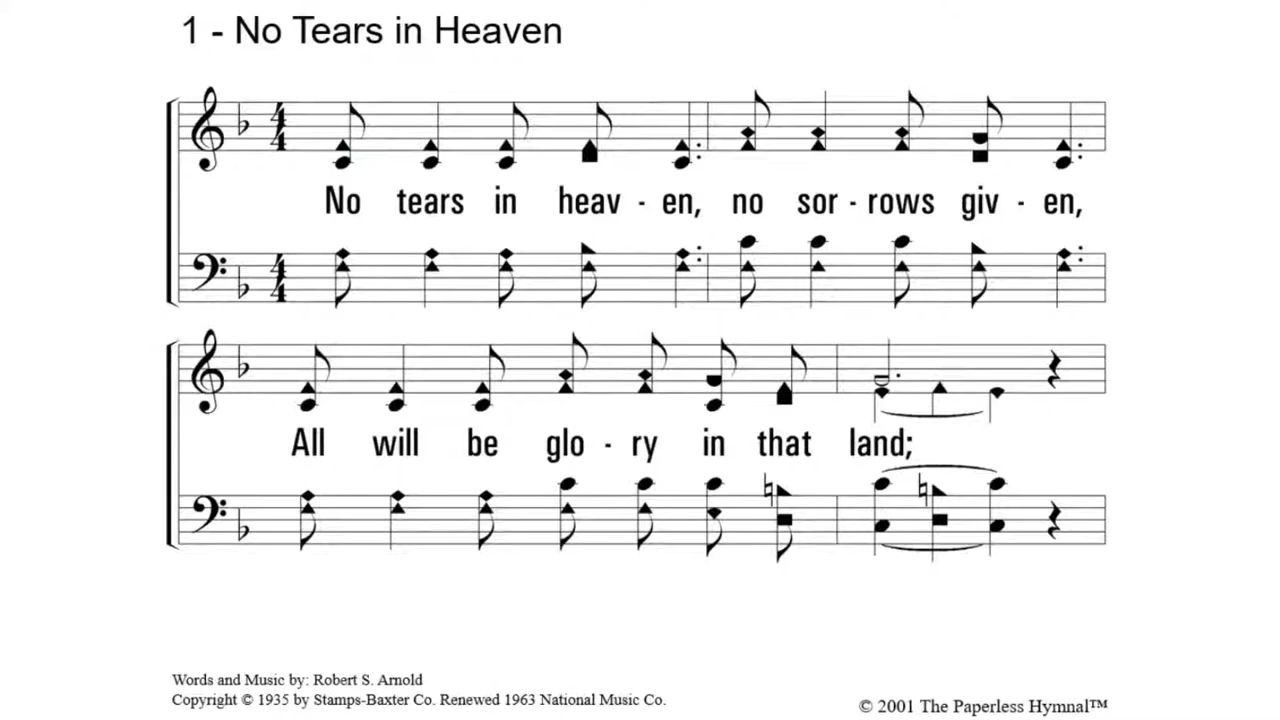 1 - No Tears in Heaven
No tears in heav - en, no sor - rows giv - en,
All will be glo - ry in that land;
Words and Music by: Robert S. Arnold
Copyright © 1935 by Stamps-Baxter Co. Renewed 1963 National Music Co.
© 2001 The Paperless Hymnal™